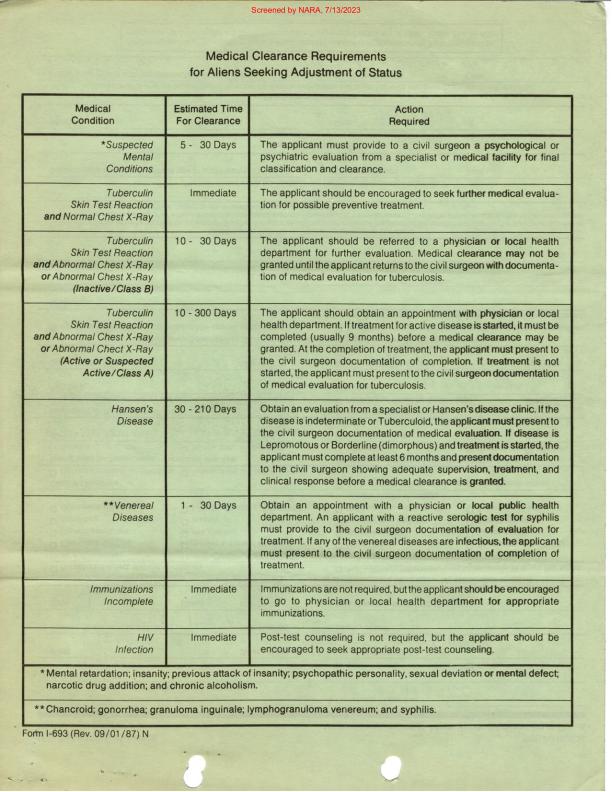 Screened by NARA, 7/13/2023
Medical Clearance Requirements
for Aliens Seeking Adjustment of Status
Medical
Condition
Estimated Time
For Clearance
Action
Required
*Suspected
Mental
Conditions
5 - 30 Days
The applicant must provide to a civil surgeon a psychological or
psychiatric evaluation from a specialist or medical facility for final
classification and clearance.
Tuberculin
Skin Test Reaction
and Normal Chest X-Ray
Immediate
The applicant should be encouraged to seek further medical evalua-
tion for possible preventive treatment.
Tuberculin
Skin Test Reaction
and Abnormal Chest X-Ray
or Abnormal Chest X-Ray
(Inactive/Class B)
10 - 30 Days
The applicant should be referred to a physician or local health
department for further evaluation. Medical clearance may not be
granted until the applicant returns to the civil surgeon with documenta-
tion of medical evaluation for tuberculosis.
Tuberculin
Skin Test Reaction
and Abnormal Chest X-Ray
or Abnormal Chect X-Ray
(Active or Suspected
Active/Class A)
10 - 300 Days
The applicant should obtain an appointment with physician or local
health department. If treatment for active disease is started, it must be
completed (usually 9 months) before a medical clearance may be
granted. At the completion of treatment, the applicant must present to
the civil surgeon documentation of completion. If treatment is not
started, the applicant must present to the civil surgeon documentation
of medical evaluation for tuberculosis.
Hansen's
Disease
30 - 210 Days
Obtain an evaluation from a specialist or Hansen's disease clinic. If the
disease is indeterminate or Tuberculoid, the applicant must present to
the civil surgeon documentation of medical evaluation. If disease is
Lepromotous or Borderline (dimorphous) and treatment is started, the
applicant must complete at least 6 months and present documentation
to the civil surgeon showing adequate supervision, treatment, and
clinical response before a medical clearance is granted.
**Venereal
Diseases
1 - 30 Days
Obtain an appointment with a physician or local public health
department. An applicant with a reactive serologic test for syphilis
must provide to the civil surgeon documentation of evaluation for
treatment. If any of the venereal diseases are infectious, the applicant
must present to the civil surgeon documentation of completion of
treatment.
Immunizations
Incomplete
Immediate
Immunizations are not required, but the applicant should be encouraged
to go to physician or local health department for appropriate
immunizations.
HIV
Infection
Immediate
Post-test counseling is not required, but the applicant should be
encouraged to seek appropriate post-test counseling.
* Mental retardation; insanity; previous attack of insanity; psychopathic personality, sexual deviation or mental defect;
narcotic drug addition; and chronic alcoholism.
** Chancroid; gonorrhea; granuloma inguinale; lymphogranuloma venereum; and syphilis.
Form I-693 (Rev. 09/01/87) N